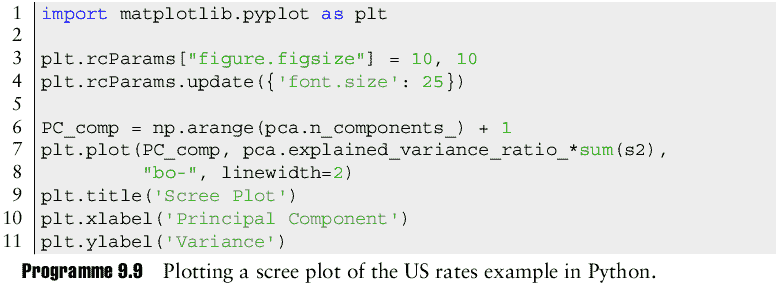 1 import matplotlib.pyplot as plt
2
3 plt.rcParams["figure.figsize"] = 10, 10
4 plt.rcParams.update({'font.size': 25})
5
6 PC_comp = np.arange(pca.n_components_) + 1
7 plt.plot(PC_comp, pca.explained_variance_ratio_*sum(s2),
8 "bo-", linewidth=2)
9 plt.title('Scree Plot')
10 plt.xlabel('Principal Component')
11 plt.ylabel('Variance')
Programme 9.9 Plotting a scree plot of the US rates example in Python.